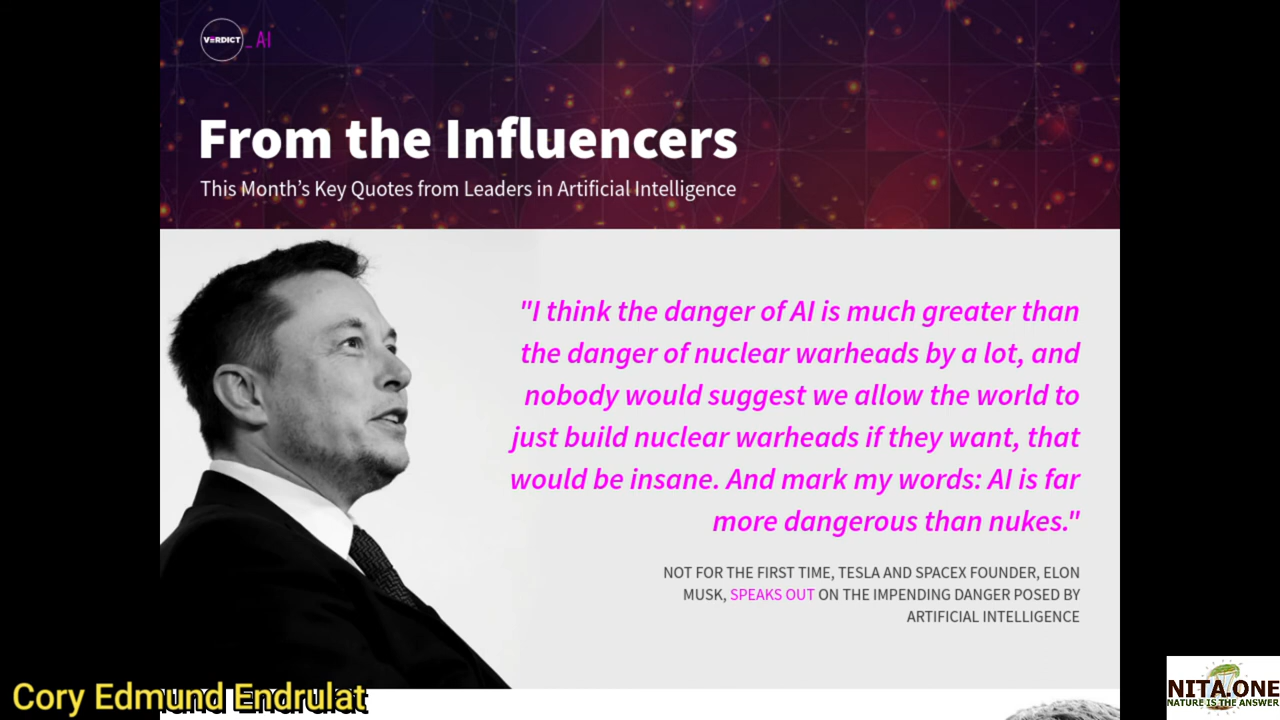 VERDICT _AI
From the Influencers
This Month’s Key Quotes from Leaders in Artificial Intelligence
"I think the danger of AI is much greater than
the danger of nuclear warheads by a lot, and
nobody would suggest we allow the world to
just build nuclear warheads if they want, that
would be insane. And mark my words: AI is far
more dangerous than nukes."
NOT FOR THE FIRST TIME, TESLA AND SPACEX FOUNDER, ELON
MUSK, SPEAKS OUT ON THE IMPENDING DANGER POSED BY
ARTIFICIAL INTELLIGENCE
Cory Edmund Endrulat
NITA.ONE
NATURE IS THE ANSWER